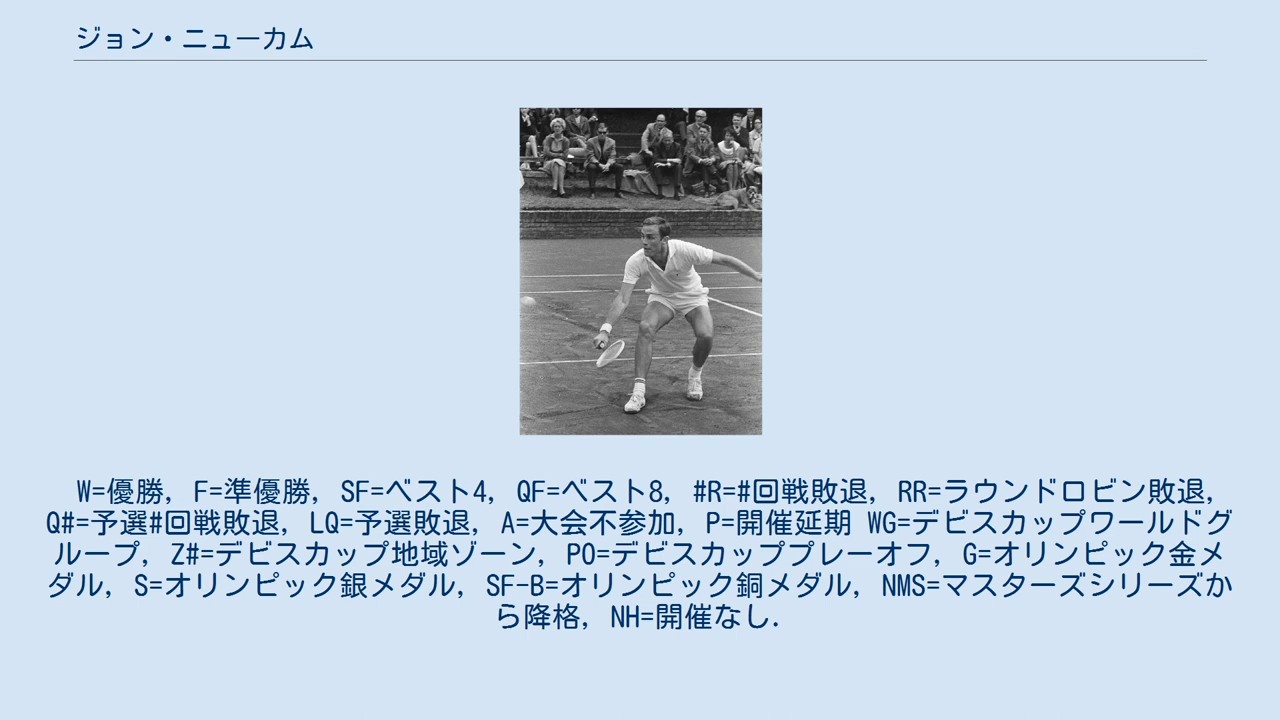 ジョン・ニューカム
W=優勝, F=準優勝, SF=ベスト4, QF=ベスト8, #R=#回戦敗退, RR=ラウンドロビン敗退,
Q#=予選#回戦敗退, LQ=予選敗退, A=大会不参加, P=開催延期 WG=デビスカップワールドグ
ループ, Z#=デビスカップ地域ゾーン, PO=デビスカッププレーオフ, G=オリンピック金メ
ダル, S=オリンピック銀メダル, SF-B=オリンピック銅メダル, NMS=マスターズシリーズか
ら降格, NH=開催なし.